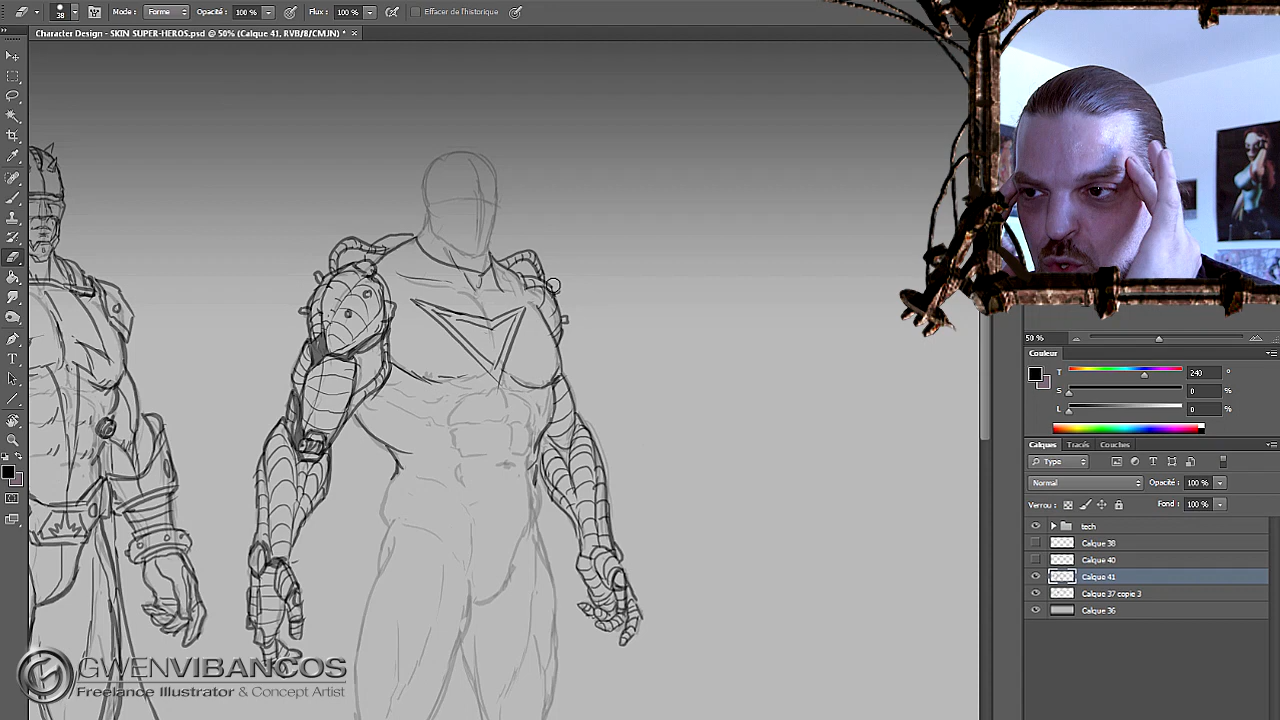 38
Mode :
Forme
Opacité :
100 %
Flux :
100 %
Effacer de l'historique
Character Design - SKIN SUPER-HEROS.psd @ 50% (Calque 41, RVB/8/CMJN) *
50 %
Couleur
T
240
°
S
0
%
L
0
%
Calques
Tracés
Couches
Type
Normal
Opacité :
100 %
Verrou :
Fond :
100 %
tech
Calque 38
Calque 40
Calque 41
Calque 37 copie 3
Calque 36
GWENVIBANCOS
Freelance Illustrator & Concept Artist